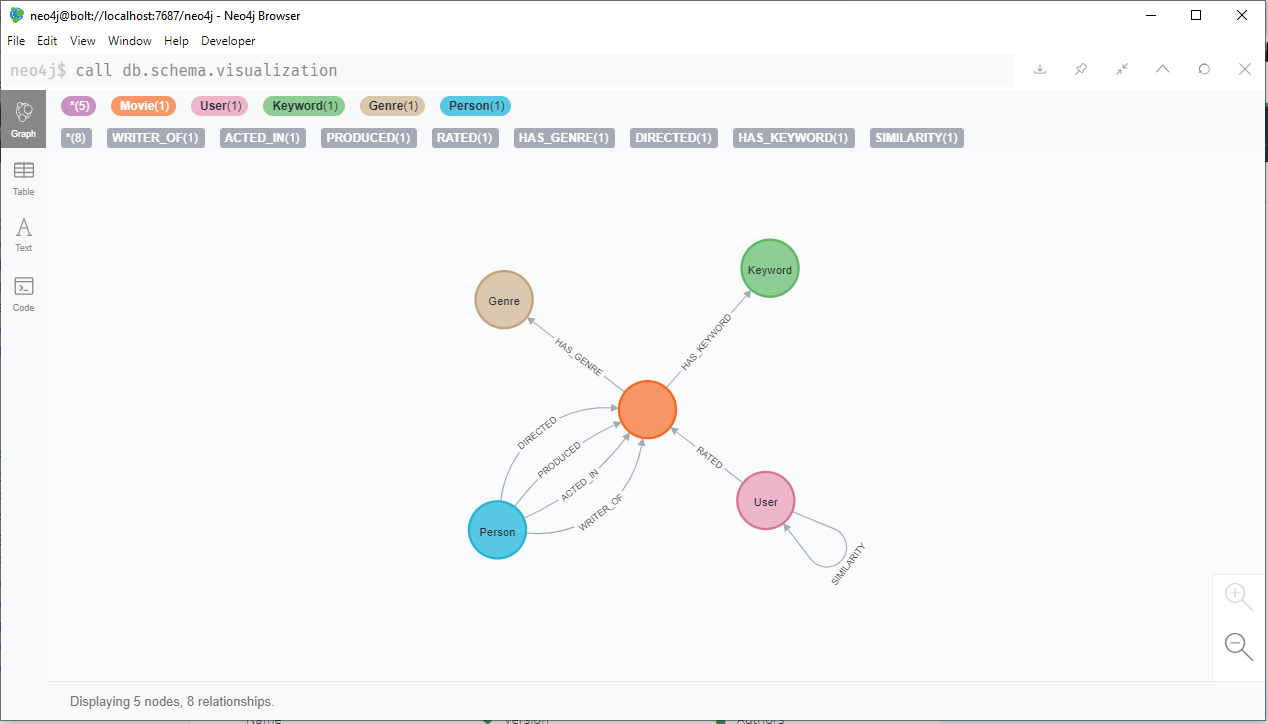 neo4j@bolt://localhost:7687/neo4j - Neo4j Browser
File Edit View Window Help Developer
neo4j$ call db.schema.visualization
*(5) Movie(1) User(1) Keyword(1) Genre(1) Person(1)
*(8) WRITER_OF(1) ACTED_IN(1) PRODUCED(1) RATED(1) HAS_GENRE(1) DIRECTED(1) HAS_KEYWORD(1) SIMILARITY(1)
Graph
Table
Text
Code
Keyword
Genre
HAS_KEYWORD
HAS_GENRE
DIRECTED
PRODUCED
ACTED_IN
WRITER_OF
RATED
User
Person
SIMILARITY
Displaying 5 nodes, 8 relationships.
Name Version Authors